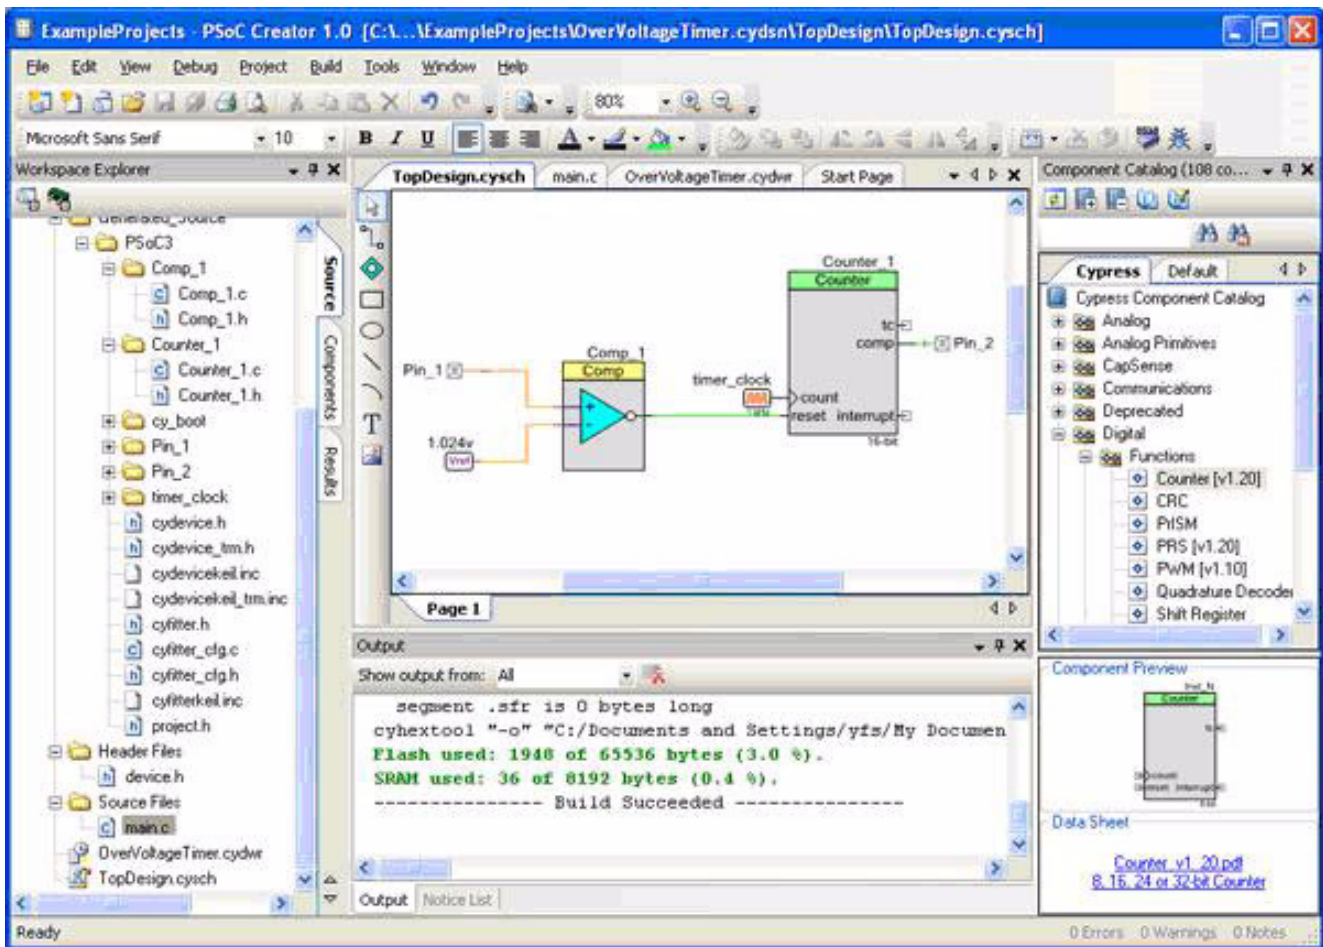 ExampleProjects - PSoC Creator 1.0 [C:\...\ExampleProjects\OverVoltageTimer.cydsn\TopDesign\TopDesign.cysch]
File Edit View Debug Project Build Tools Window Help
80%
Microsoft Sans Serif 10 B I U A
Workspace Explorer
Generated_Source
PSoC3
Comp_1
Comp_1.c
Comp_1.h
Counter_1
Counter_1.c
Counter_1.h
cy_boot
Pin_1
Pin_2
timer_clock
cydevice.h
cydevice_trm.h
cydevicekeil.inc
cydevicekeil_trm.inc
cyfitter.h
cyfitter_cfg.c
cyfitter_cfg.h
cyfitterkeil.inc
project.h
Header Files
device.h
Source Files
main.c
OverVoltageTimer.cydwr
TopDesign.cysch
Source
Components
Results
TopDesign.cysch main.c OverVoltageTimer.cydwr Start Page
T
Counter_1
Counter
tc
comp
Pin_2
Comp_1
Comp
Pin_1
timer_clock
count
1kHz
reset interrupt
16-bit
1.024v
Vref
Page 1
Output
Show output from: All
segment .sfr is 0 bytes long
cyhextool "-o" "C:/Documents and Settings/yfs/My Documen
Flash used: 1948 of 65536 bytes (3.0 %).
SRAM used: 36 of 8192 bytes (0.4 %).
--------------- Build Succeeded ---------------
Output Notice List
Component Catalog (108 co...
Cypress Default
Cypress Component Catalog
Analog
Analog Primitives
CapSense
Communications
Deprecated
Digital
Functions
Counter [v1.20]
CRC
PrISM
PRS [v1.20]
PWM [v1.10]
Quadrature Decoder
Shift Register
Component Preview
Inst_N
Counter
Data Sheet
Counter_v1_20.pdf
8, 16, 24 or 32-bit Counter
Ready
0 Errors 0 Warnings 0 Notes